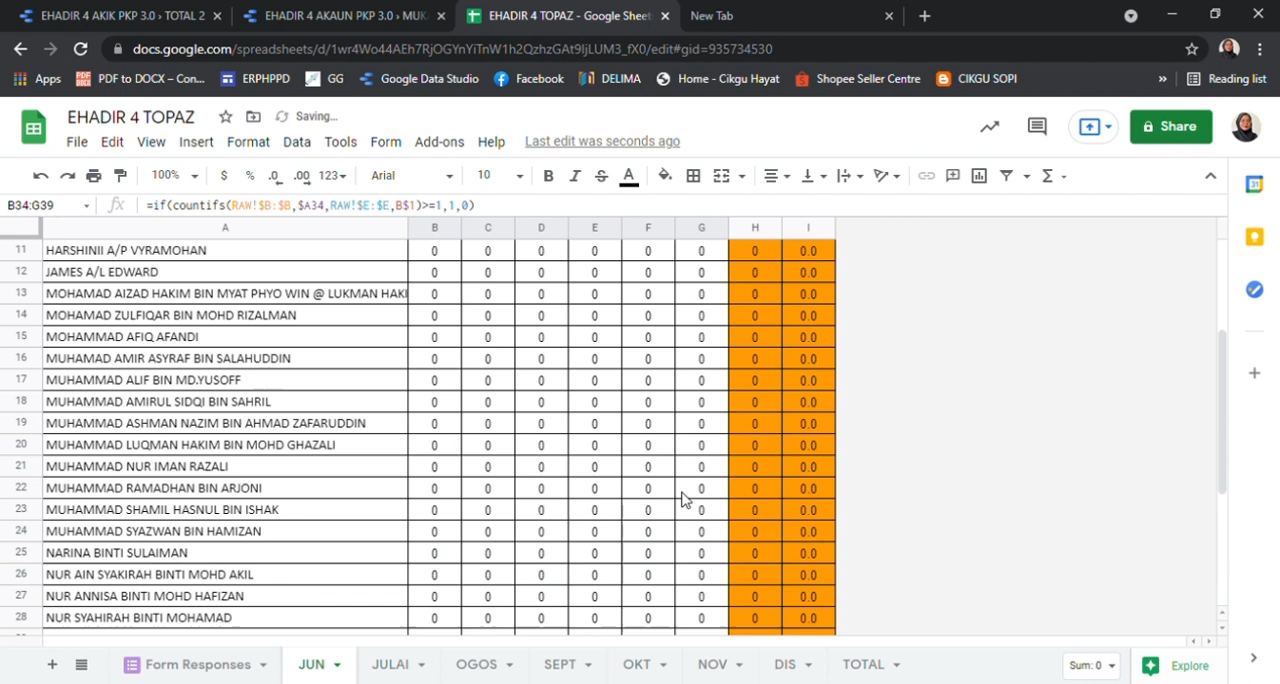 EHADIR 4 AKIK PKP 3.0 › TOTAL 2
EHADIR 4 AKAUN PKP 3.0 › MUK
EHADIR 4 TOPAZ - Google Sheet
New Tab
docs.google.com/spreadsheets/d/1wr4Wo44AEh7RjOGYnYiTnW1h2QzhzGAt9IjLUM3_fX0/edit#gid=935734530
Apps
PDF to DOCX – Con...
ERPHPPD
GG
Google Data Studio
Facebook
DELIMA
Home - Cikgu Hayat
Shopee Seller Centre
CIKGU SOPI
»
Reading list
EHADIR 4 TOPAZ
Saving...
File Edit View Insert Format Data Tools Form Add-ons Help
Last edit was seconds ago
Share
100% $ % .0 .00 123 Arial 10 B I S A
B34:G39
fx =if(countifs(RAW!$B:$B,$A34,RAW!$E:$E,B$1)>=1,1,0)
A B C D E F G H I
11 HARSHINII A/P VYRAMOHAN 0 0 0 0 0 0 0 0.0
12 JAMES A/L EDWARD 0 0 0 0 0 0 0 0.0
13 MOHAMAD AIZAD HAKIM BIN MYAT PHYO WIN @ LUKMAN HAKI 0 0 0 0 0 0 0 0.0
14 MOHAMAD ZULFIQAR BIN MOHD RIZALMAN 0 0 0 0 0 0 0 0.0
15 MOHAMMAD AFIQ AFANDI 0 0 0 0 0 0 0 0.0
16 MUHAMAD AMIR ASYRAF BIN SALAHUDDIN 0 0 0 0 0 0 0 0.0
17 MUHAMMAD ALIF BIN MD.YUSOFF 0 0 0 0 0 0 0 0.0
18 MUHAMMAD AMIRUL SIDQI BIN SAHRIL 0 0 0 0 0 0 0 0.0
19 MUHAMMAD ASHMAN NAZIM BIN AHMAD ZAFARUDDIN 0 0 0 0 0 0 0 0.0
20 MUHAMMAD LUQMAN HAKIM BIN MOHD GHAZALI 0 0 0 0 0 0 0 0.0
21 MUHAMMAD NUR IMAN RAZALI 0 0 0 0 0 0 0 0.0
22 MUHAMMAD RAMADHAN BIN ARJONI 0 0 0 0 0 0 0 0.0
23 MUHAMMAD SHAMIL HASNUL BIN ISHAK 0 0 0 0 0 0 0 0.0
24 MUHAMMAD SYAZWAN BIN HAMIZAN 0 0 0 0 0 0 0 0.0
25 NARINA BINTI SULAIMAN 0 0 0 0 0 0 0 0.0
26 NUR AIN SYAKIRAH BINTI MOHD AKIL 0 0 0 0 0 0 0 0.0
27 NUR ANNISA BINTI MOHD HAFIZAN 0 0 0 0 0 0 0 0.0
28 NUR SYAHIRAH BINTI MOHAMAD 0 0 0 0 0 0 0 0.0
Form Responses
JUN
JULAI
OGOS
SEPT
OKT
NOV
DIS
TOTAL
Sum: 0
Explore